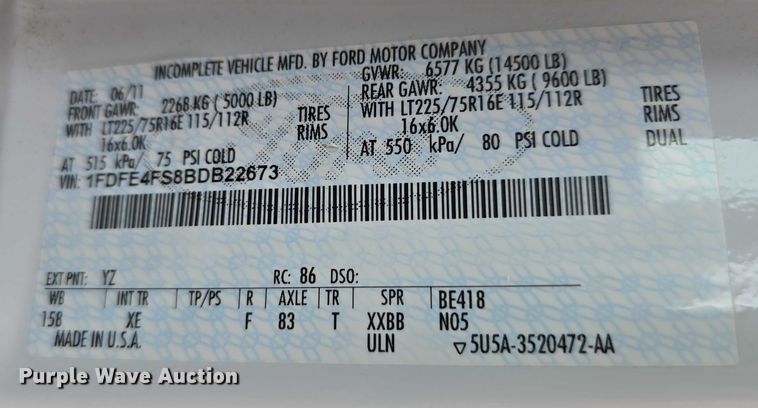 INCOMPLETE VEHICLE MFD. BY FORD MOTOR COMPANY
DATE: 06/11 GVWR: 6577 KG (14500 LB)
FRONT GAWR: 2268 KG ( 5000 LB) REAR GAWR: 4355 KG ( 9600 LB)
WITH LT225/75R16E 115/112R TIRES WITH LT225/75R16E 115/112R TIRES
16x6.0K RIMS 16x6.0K RIMS
AT 515 kPa/ 75 PSI COLD AT 550 kPa/ 80 PSI COLD DUAL
VIN: 1FDFE4FS8BDB22673
EXT PNT: YZ RC: 86 DSO:
WB INT TR TP/PS R AXLE TR SPR BE418
158 XE F 83 T XXBB N05
MADE IN U.S.A. ULN ▽5U5A-3520472-AA
Purple Wave Auction